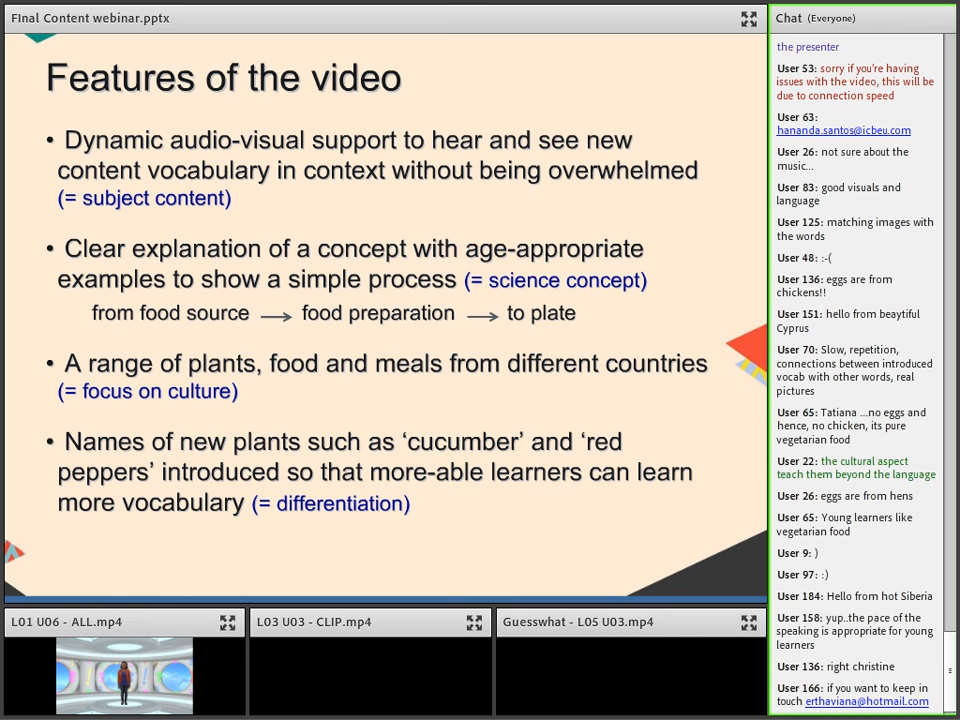 FInal Content webinar.pptx
Features of the video
• Dynamic audio-visual support to hear and see new
content vocabulary in context without being overwhelmed
(= subject content)
• Clear explanation of a concept with age-appropriate
examples to show a simple process (= science concept)
from food source → food preparation → to plate
• A range of plants, food and meals from different countries
(= focus on culture)
• Names of new plants such as ‘cucumber’ and ‘red
peppers’ introduced so that more-able learners can learn
more vocabulary (= differentiation)
L01 U06 - ALL.mp4
L03 U03 - CLIP.mp4
Guesswhat - L05 U03.mp4
Chat (Everyone)
the presenter
User 53: sorry if you're having
issues with the video, this will be
due to connection speed
User 63:
hananda.santos@icbeu.com
User 26: not sure about the
music...
User 83: good visuals and
language
User 125: matching images with
the words
User 48: :-(
User 136: eggs are from
chickens!!
User 151: hello from beaytiful
Cyprus
User 70: Slow, repetition,
connections between introduced
vocab with other words, real
pictures
User 65: Tatiana ...no eggs and
hence, no chicken, its pure
vegetarian food
User 22: the cultural aspect
teach them beyond the language
User 26: eggs are from hens
User 65: Young learners like
vegetarian food
User 9: )
User 97: :)
User 184: Hello from hot Siberia
User 158: yup..the pace of the
speaking is appropriate for young
learners
User 136: right christine
User 166: if you want to keep in
touch erthaviana@hotmail.com